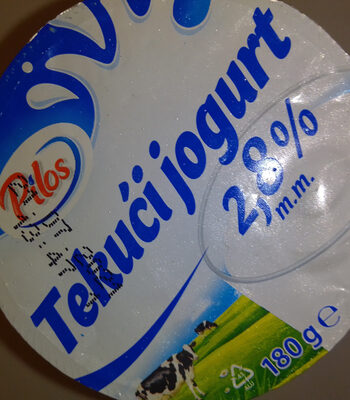 Pilos
Tekući jogurt
2,8%
m.m.
180 g e